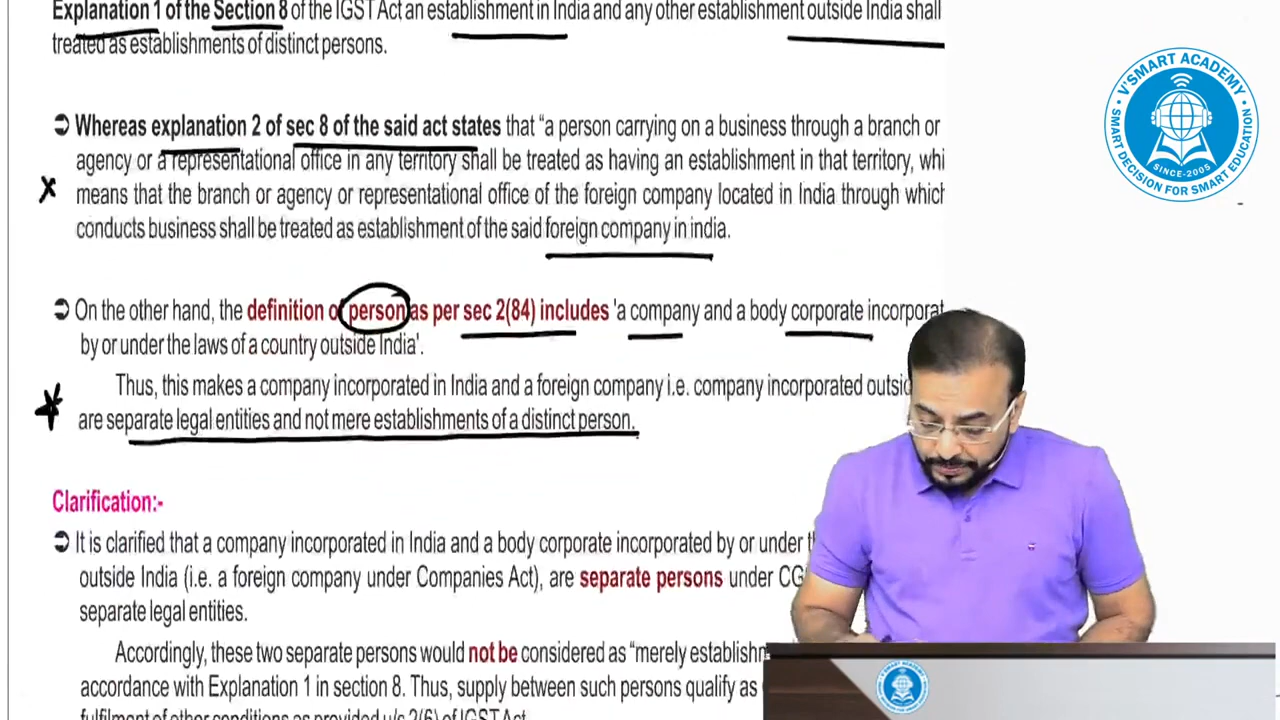 Explanation 1 of the Section 8 of the IGST Act an establishment in India and any other establishment outside India shall
treated as establishments of distinct persons.
➲ Whereas explanation 2 of sec 8 of the said act states that “a person carrying on a business through a branch or
agency or a representational office in any territory shall be treated as having an establishment in that territory, whi
means that the branch or agency or representational office of the foreign company located in India through which
conducts business shall be treated as establishment of the said foreign company in india.
➲ On the other hand, the definition of person as per sec 2(84) includes 'a company and a body corporate incorporat
by or under the laws of a country outside India'.
Thus, this makes a company incorporated in India and a foreign company i.e. company incorporated outsid
are separate legal entities and not mere establishments of a distinct person.
Clarification:-
➲ It is clarified that a company incorporated in India and a body corporate incorporated by or under t
outside India (i.e. a foreign company under Companies Act), are separate persons under CG
separate legal entities.
Accordingly, these two separate persons would not be considered as “merely establishm
accordance with Explanation 1 in section 8. Thus, supply between such persons qualify as
fulfilment of other conditions as provided u/s 2(6) of IGST Act
V'SMART ACADEMY
SINCE-2005
SMART DECISION FOR SMART EDUCATION